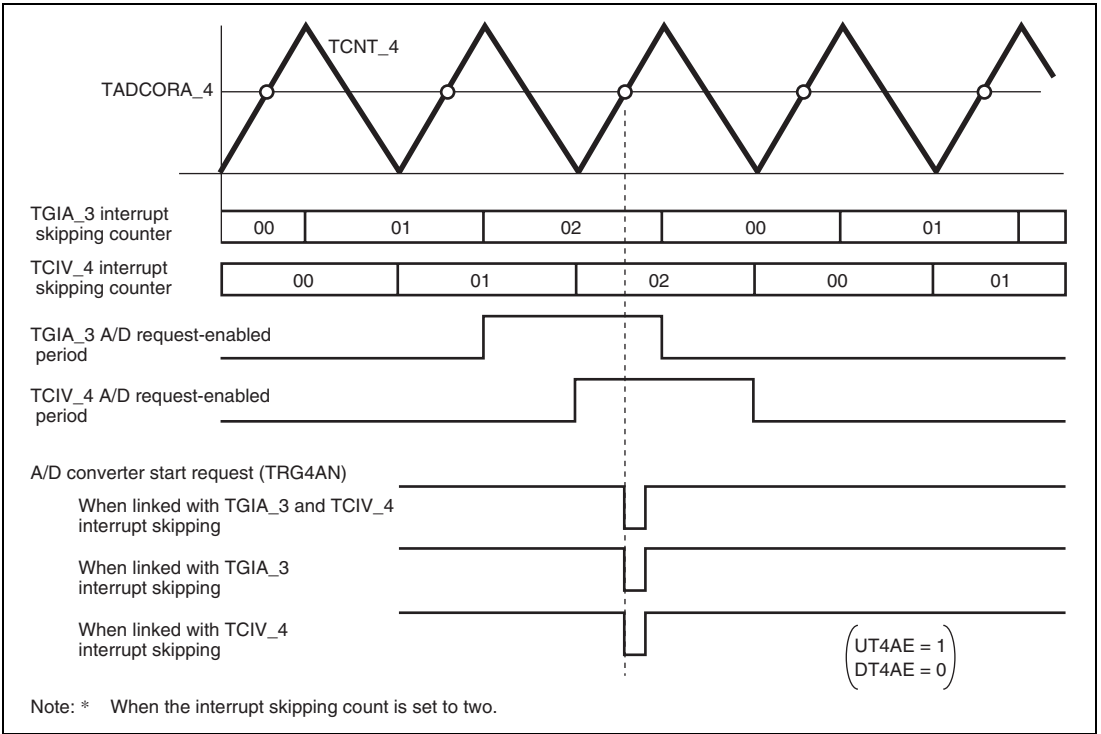 TCNT_4
TADCORA_4
TGIA_3 interrupt
skipping counter
00 01 02 00 01
TCIV_4 interrupt
skipping counter
00 01 02 00 01
TGIA_3 A/D request-enabled
period
TCIV_4 A/D request-enabled
period
A/D converter start request (TRG4AN)
When linked with TGIA_3 and TCIV_4
interrupt skipping
When linked with TGIA_3
interrupt skipping
When linked with TCIV_4
interrupt skipping
UT4AE = 1
DT4AE = 0
Note: * When the interrupt skipping count is set to two.